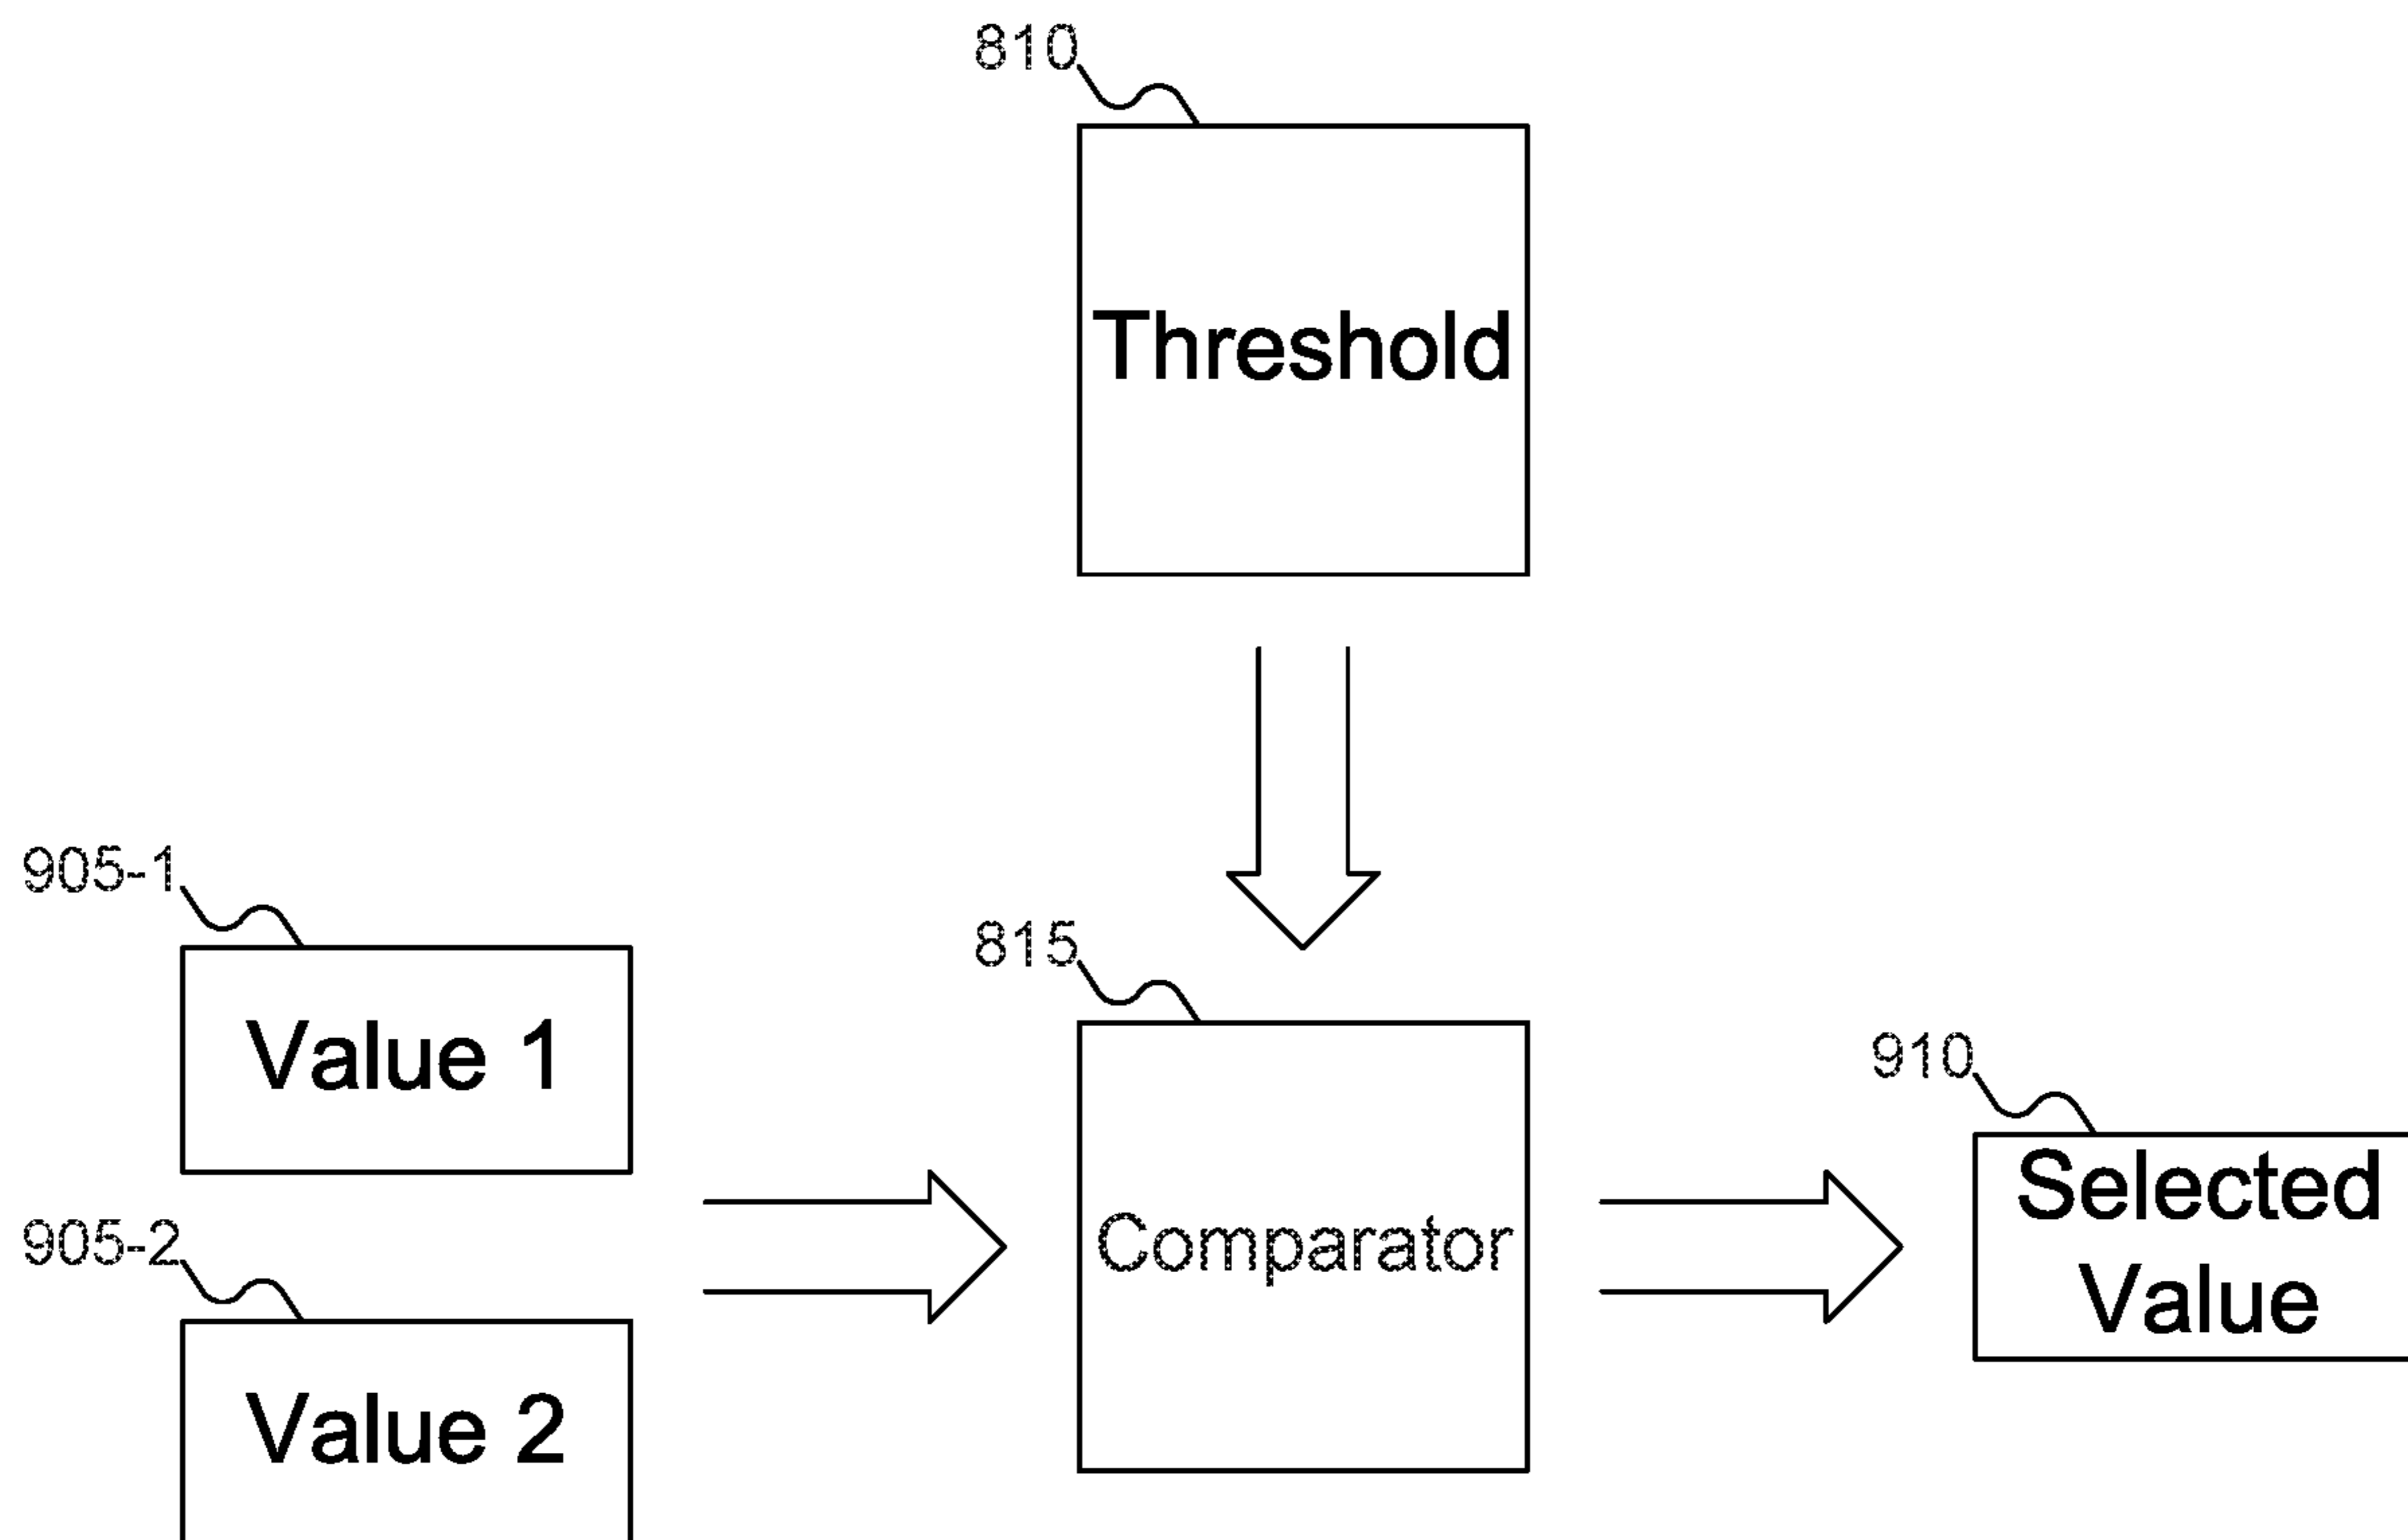 810
Threshold
905-1
Value 1
905-2
Value 2
815
Comparator
910
Selected
Value